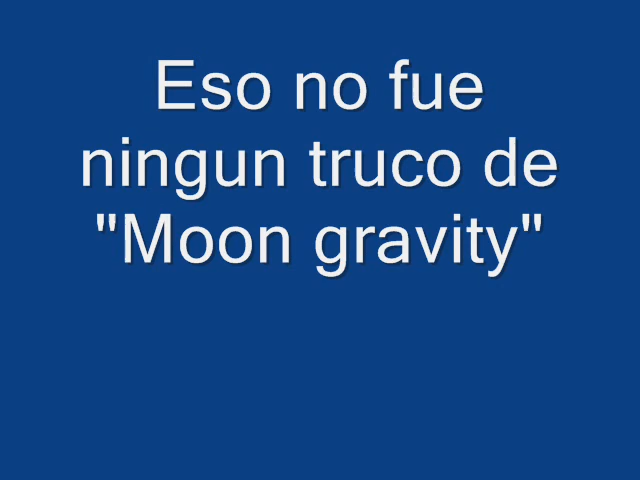 Eso no fue
ningun truco de
"Moon gravity"